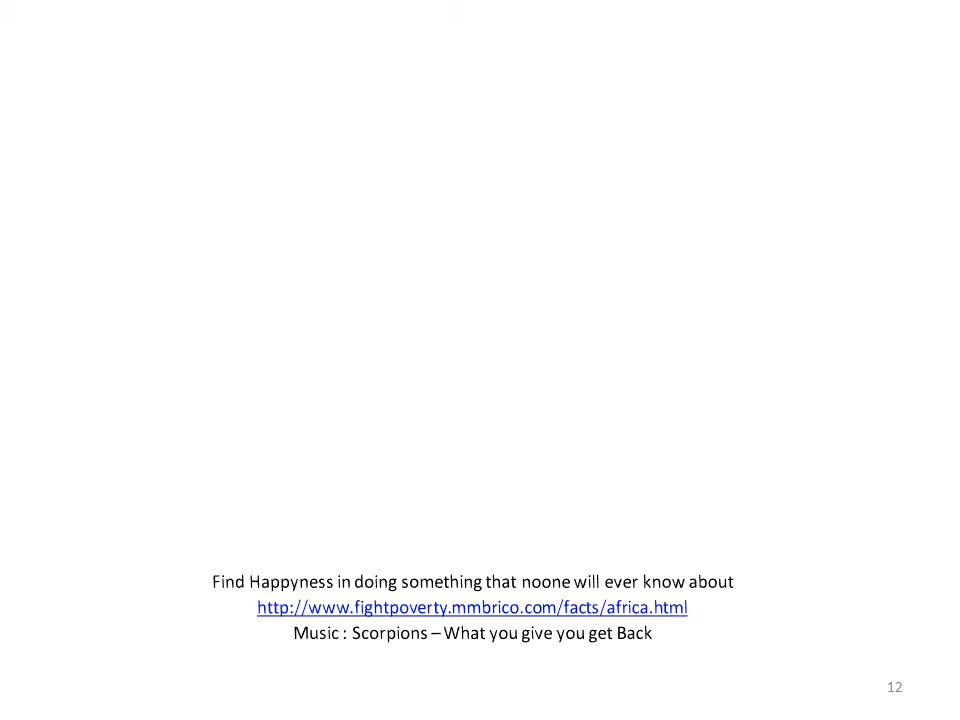 Find Happyness in doing something that noone will ever know about
http://www.fightpoverty.mmbrico.com/facts/africa.html
Music : Scorpions – What you give you get Back
12